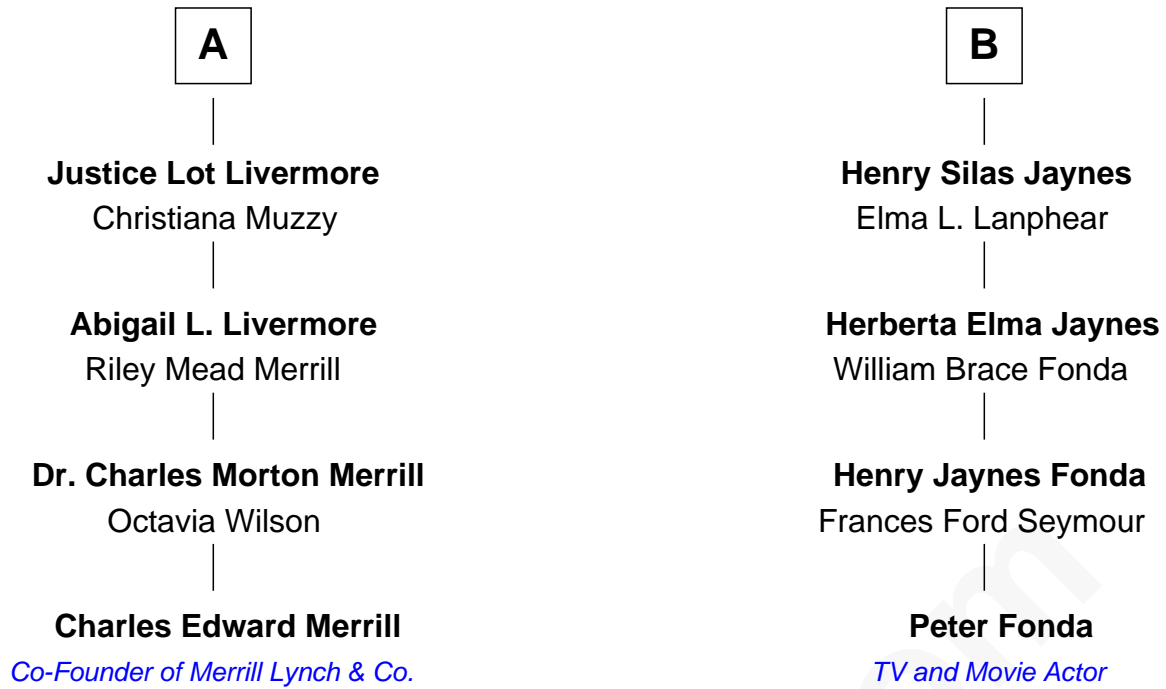 A
Justice Lot Livermore
Christiana Muzzy
Abigail L. Livermore
Riley Mead Merrill
Dr. Charles Morton Merrill
Octavia Wilson
Charles Edward Merrill
Co-Founder of Merrill Lynch & Co.
B
Henry Silas Jaynes
Elma L. Lanphear
Herberta Elma Jaynes
William Brace Fonda
Henry Jaynes Fonda
Frances Ford Seymour
Peter Fonda
TV and Movie Actor